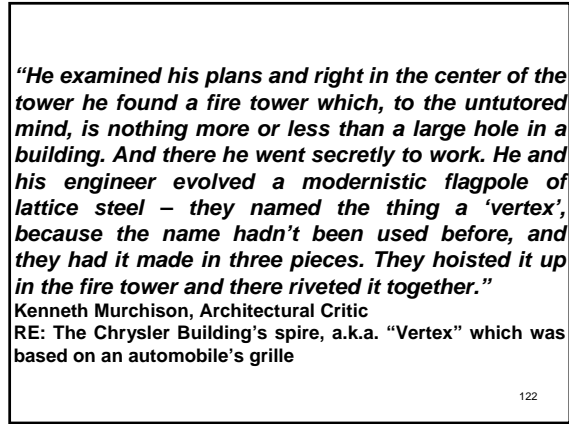 “He examined his plans and right in the center of the
tower he found a fire tower which, to the untutored
mind, is nothing more or less than a large hole in a
building. And there he went secretly to work. He and
his engineer evolved a modernistic flagpole of
lattice steel – they named the thing a ‘vertex’,
because the name hadn’t been used before, and
they had it made in three pieces. They hoisted it up
in the fire tower and there riveted it together.”
Kenneth Murchison, Architectural Critic
RE: The Chrysler Building’s spire, a.k.a. “Vertex” which was
based on an automobile’s grille
122